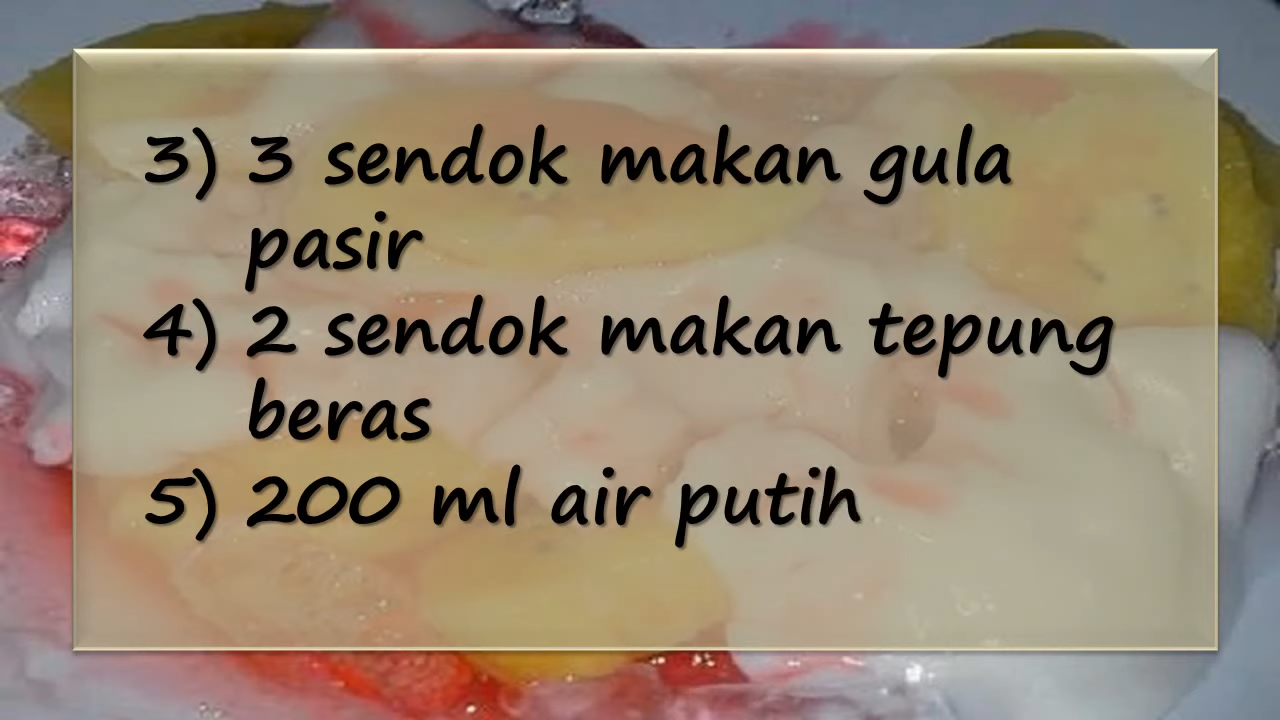 3) 3 sendok makan gula
pasir
4) 2 sendok makan tepung
beras
5) 200 ml air putih